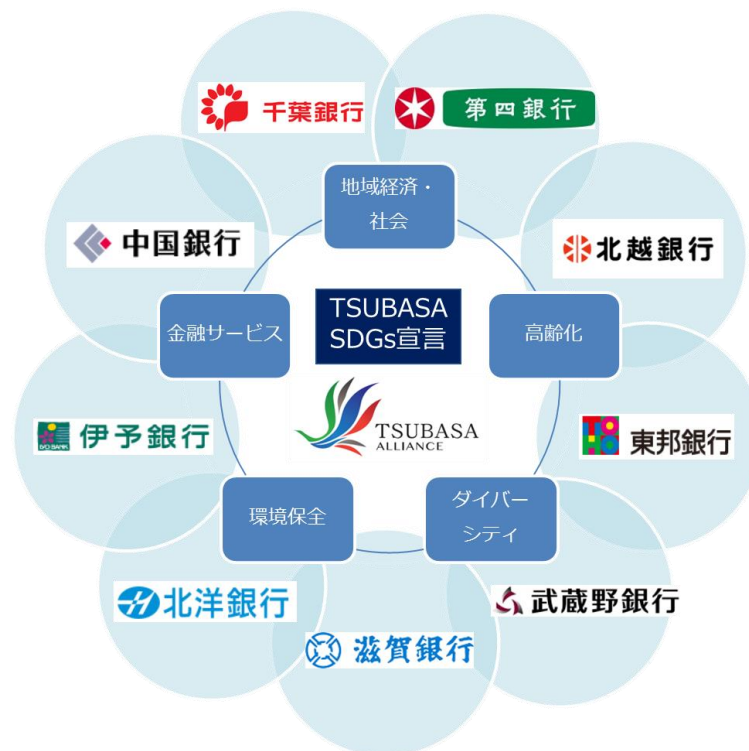 千葉銀行
第四銀行
地域経済・
社会
中国銀行
北越銀行
金融サービス
TSUBASA
SDGs宣言
高齢化
TSUBASA
ALLIANCE
伊予銀行
IYO BANK
TOHO
東邦銀行
環境保全
ダイバー
シティ
北洋銀行
武蔵野銀行
滋賀銀行